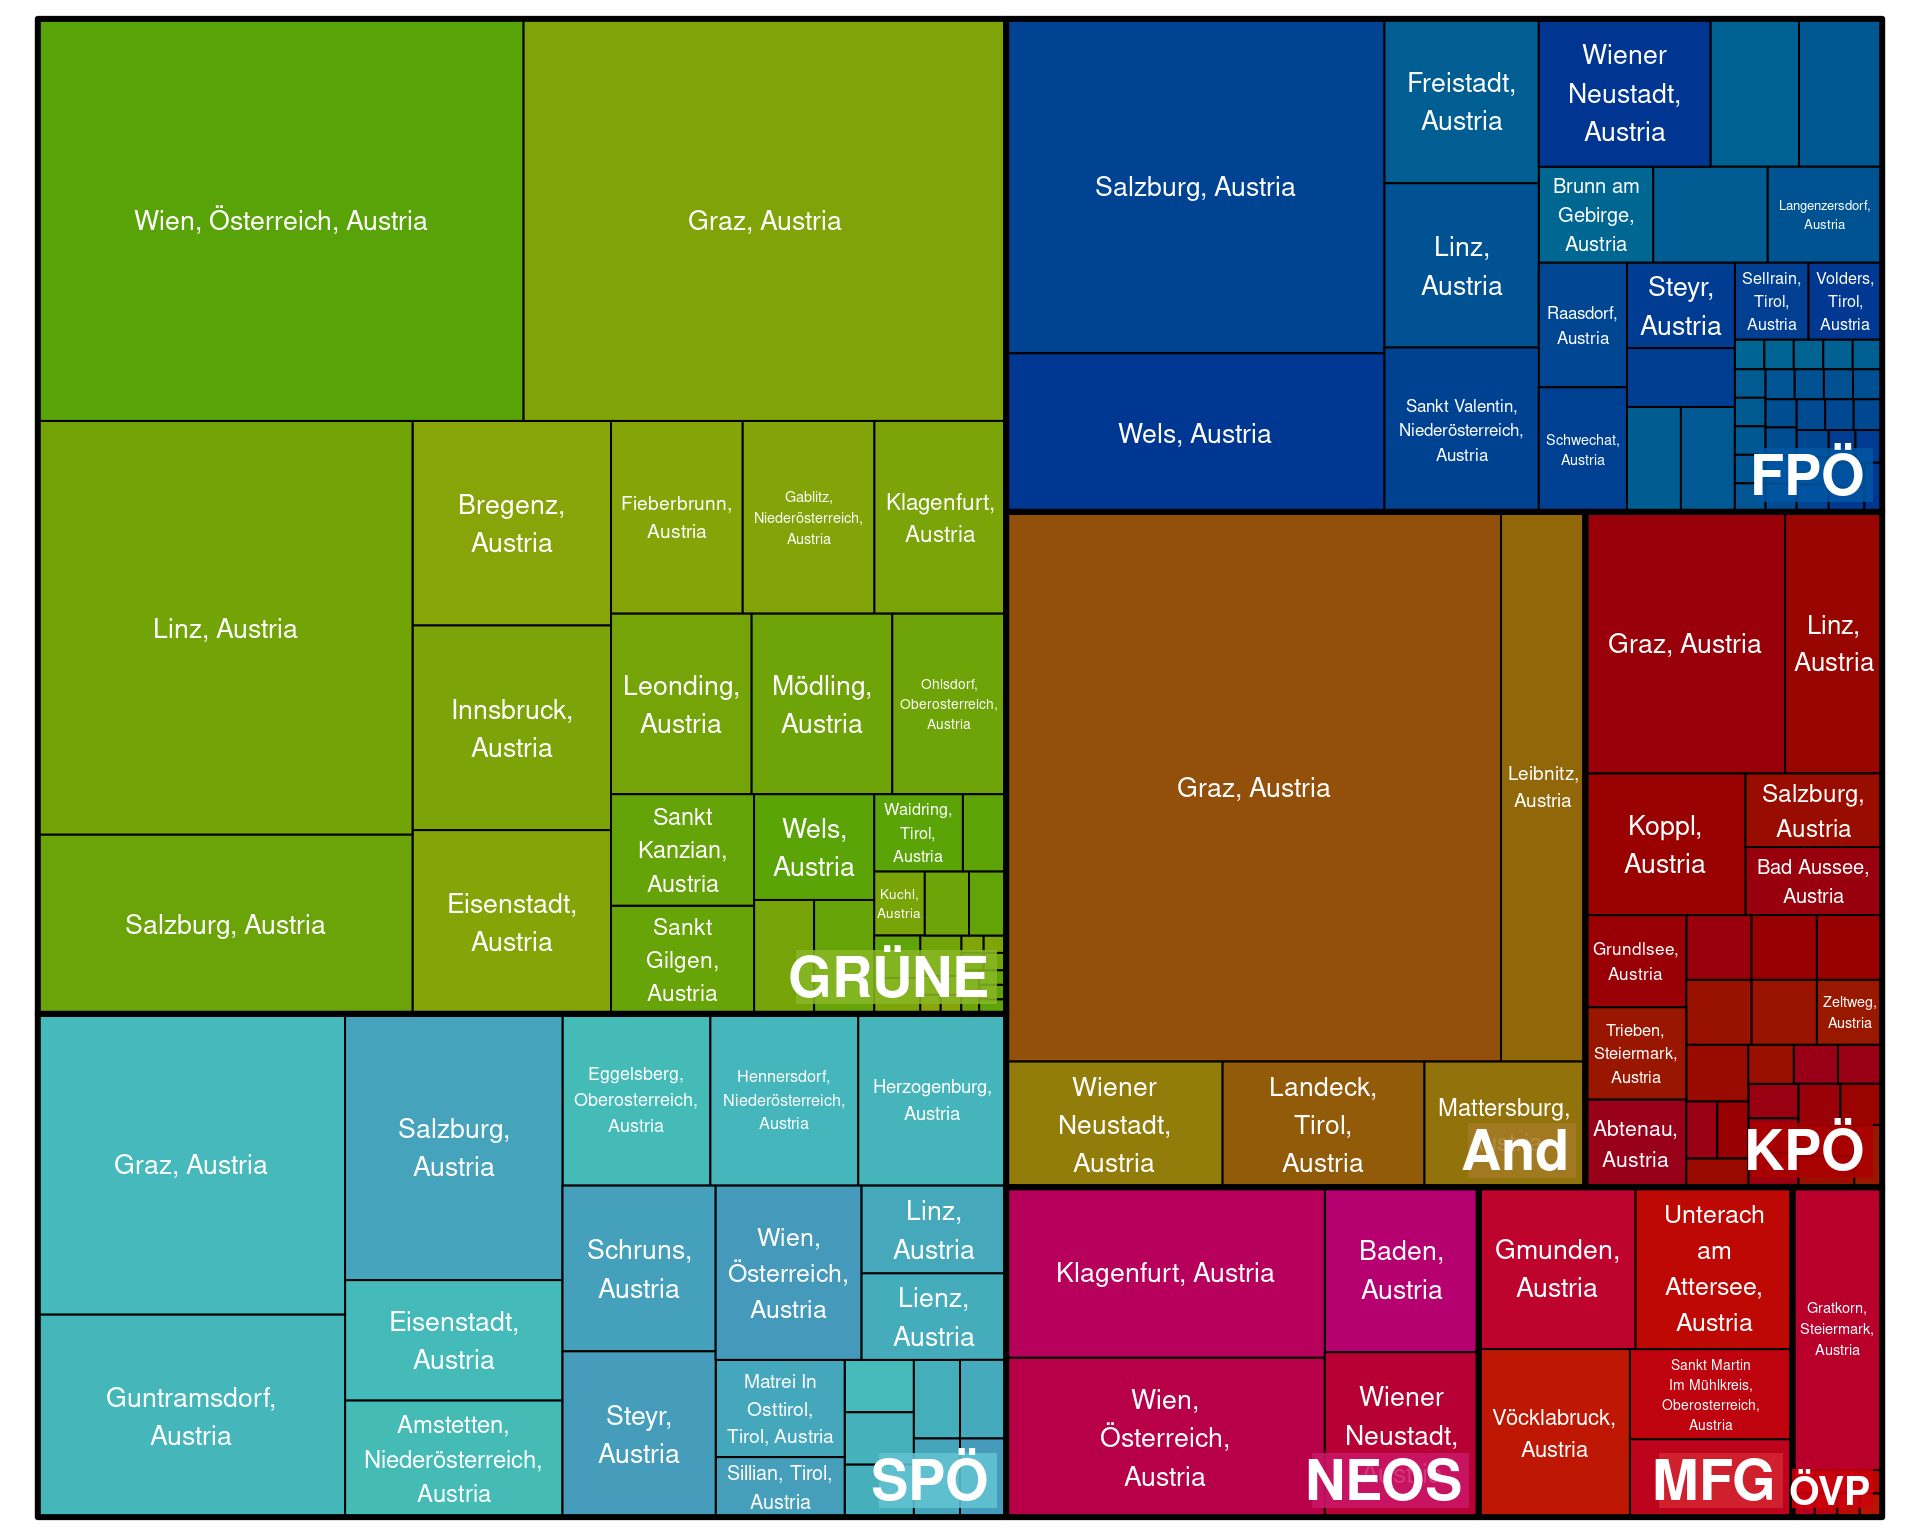 Wien, Österreich, Austria
Graz, Austria
Linz, Austria
Salzburg, Austria
Bregenz,
Austria
Innsbruck,
Austria
Eisenstadt,
Austria
Fieberbrunn,
Austria
Gablitz,
Niederösterreich,
Austria
Klagenfurt,
Austria
Leonding,
Austria
Mödling,
Austria
Ohlsdorf,
Oberosterreich,
Austria
Sankt
Kanzian,
Austria
Sankt
Gilgen,
Austria
Wels,
Austria
Waidring,
Tirol,
Austria
Kuchl,
Austria
GRÜNE
Graz, Austria
Guntramsdorf,
Austria
Salzburg,
Austria
Eisenstadt,
Austria
Amstetten,
Niederösterreich,
Austria
Eggelsberg,
Oberosterreich,
Austria
Hennersdorf,
Niederösterreich,
Austria
Herzogenburg,
Austria
Schruns,
Austria
Steyr,
Austria
Wien,
Österreich,
Austria
Linz,
Austria
Lienz,
Austria
Matrei In
Osttirol,
Tirol, Austria
Sillian, Tirol,
Austria
SPÖ
Salzburg, Austria
Wels, Austria
Freistadt,
Austria
Linz,
Austria
Sankt Valentin,
Niederösterreich,
Austria
Wiener
Neustadt,
Austria
Brunn am
Gebirge,
Austria
Langenzersdorf,
Austria
Raasdorf,
Austria
Schwechat,
Austria
Steyr,
Austria
Sellrain,
Tirol,
Austria
Volders,
Tirol,
Austria
FPÖ
Graz, Austria
Leibnitz,
Austria
Wiener
Neustadt,
Austria
Landeck,
Tirol,
Austria
Mattersburg,
Austria
And
Graz, Austria
Linz,
Austria
Koppl,
Austria
Salzburg,
Austria
Bad Aussee,
Austria
Grundlsee,
Austria
Trieben,
Steiermark,
Austria
Abtenau,
Austria
Zeltweg,
Austria
KPÖ
Klagenfurt, Austria
Wien,
Österreich,
Austria
Baden,
Austria
Wiener
Neustadt,
Austria
NEOS
Gmunden,
Austria
Unterach
am
Attersee,
Austria
Vöcklabruck,
Austria
Sankt Martin
Im Mühlkreis,
Oberosterreich,
Austria
MFG
Gratkorn,
Steiermark,
Austria
ÖVP